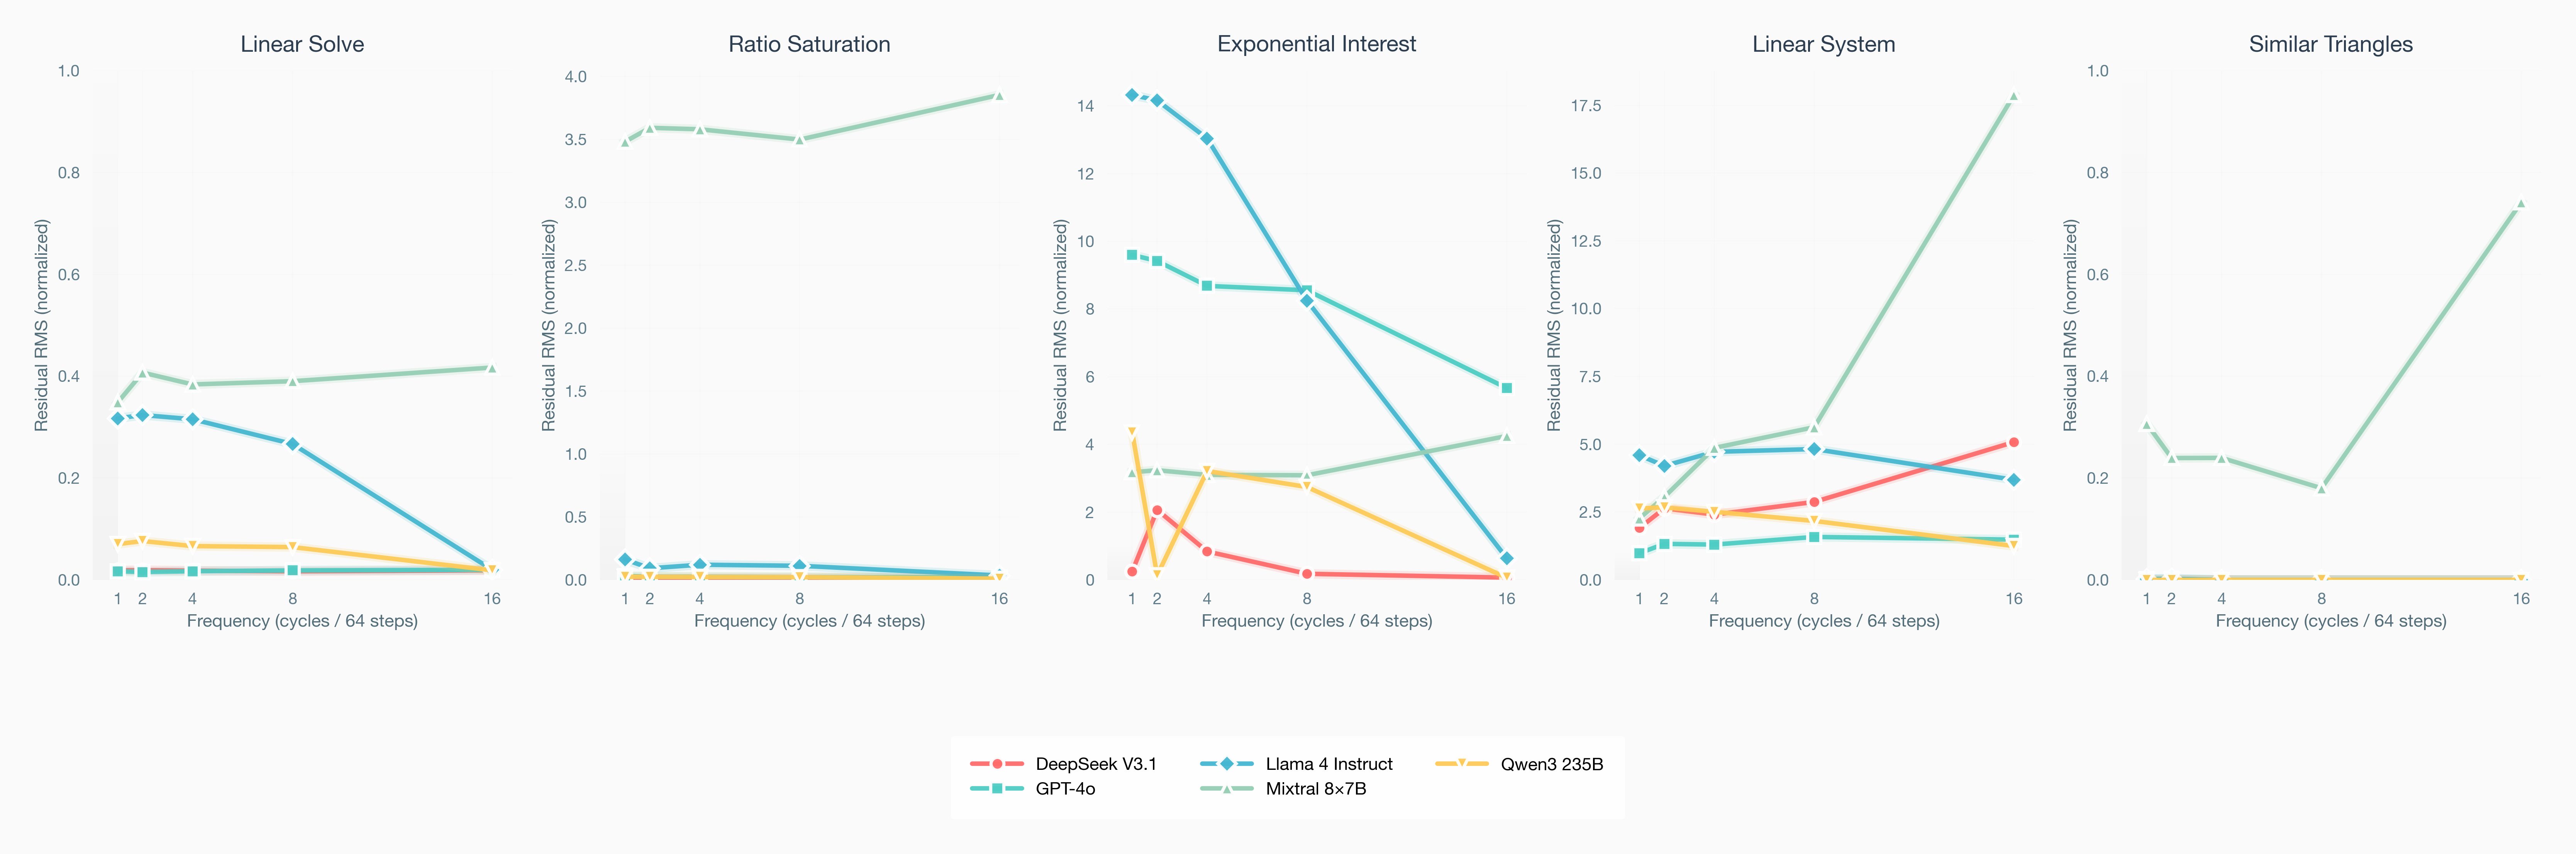 Linear Solve
Residual RMS (normalized)
1.0
0.8
0.6
0.4
0.2
0.0
1 2 4 8 16
Frequency (cycles / 64 steps)
Ratio Saturation
Residual RMS (normalized)
4.0
3.5
3.0
2.5
2.0
1.5
1.0
0.5
0.0
1 2 4 8 16
Frequency (cycles / 64 steps)
Exponential Interest
Residual RMS (normalized)
14
12
10
8
6
4
2
0
1 2 4 8 16
Frequency (cycles / 64 steps)
Linear System
Residual RMS (normalized)
17.5
15.0
12.5
10.0
7.5
5.0
2.5
0.0
1 2 4 8 16
Frequency (cycles / 64 steps)
Similar Triangles
Residual RMS (normalized)
1.0
0.8
0.6
0.4
0.2
0.0
1 2 4 8 16
Frequency (cycles / 64 steps)
DeepSeek V3.1
GPT-4o
Llama 4 Instruct
Mixtral 8×7B
Qwen3 235B